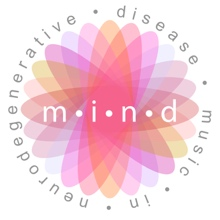 m•i•n•d
music • in • neurodegenerative • disease •